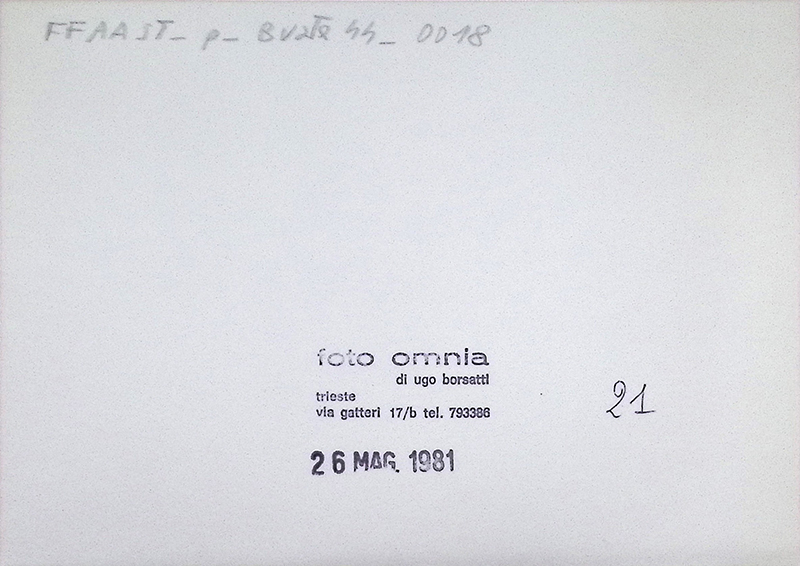 FFAAST_ p_ Busta 44_ 0018
foto omnia
di ugo borsatti
trieste
via gatteri 17/b tel. 793386
21
26 MAG. 1981